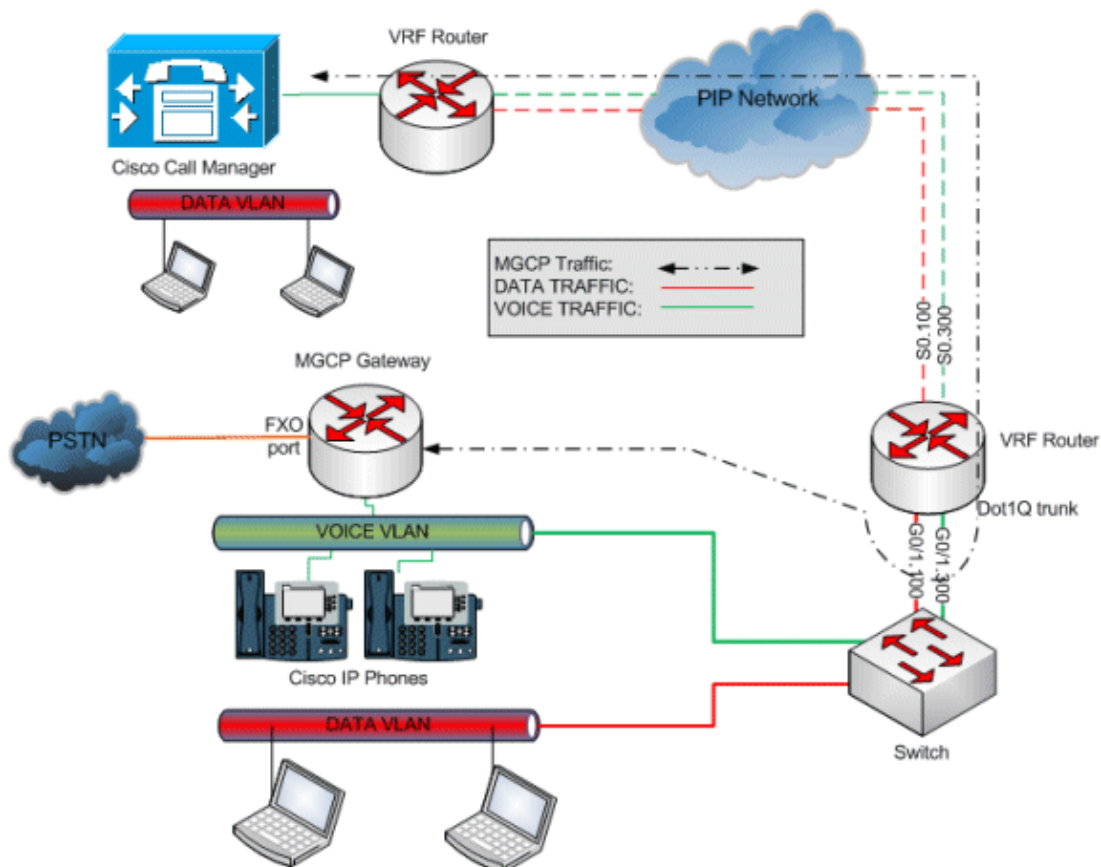 VRF Router
PIP Network
Cisco Call Manager
DATA VLAN
MGCP Traffic:
DATA TRAFFIC:
VOICE TRAFFIC:
S0.100
S0.300
MGCP Gateway
FXO
port
PSTN
VRF Router
Dot1Q trunk
G0/1.100
G0/1.300
VOICE VLAN
Cisco IP Phones
DATA VLAN
Switch